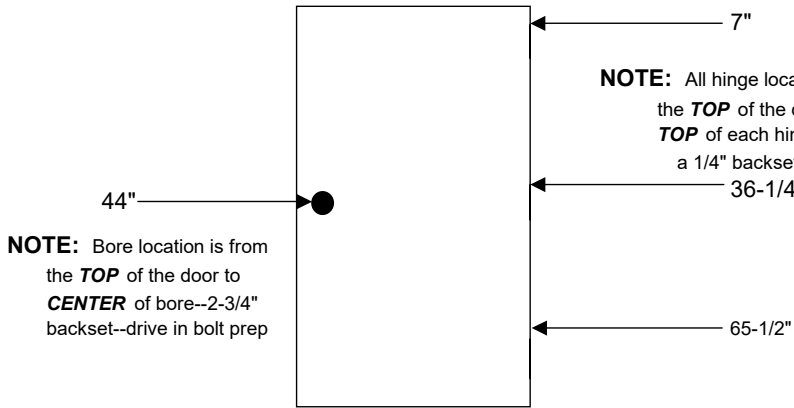 7"
NOTE: All hinge loca
the TOP of the
TOP of each
a 1/4"
36-1/4
44"
NOTE: Bore location is from
the TOP of the door to
CENTER of bore--2-3/4"
backset--drive in bolt prep
65-1/2"